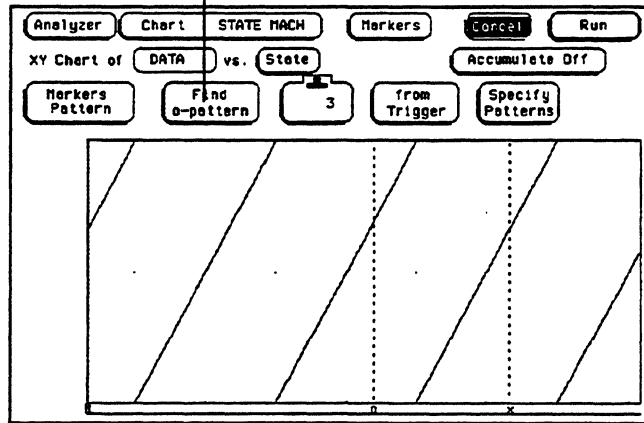 Analyzer Chart STATE MACH Markers Cancel Run
XY Chart of DATA vs. State Accumulate Off
Markers Pattern Find o-pattern 3 from Trigger Specify Patterns
o x